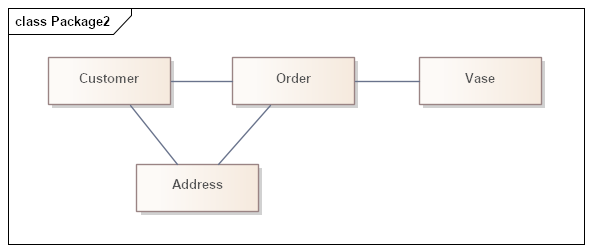 class Package2
Customer
Order
Vase
Address